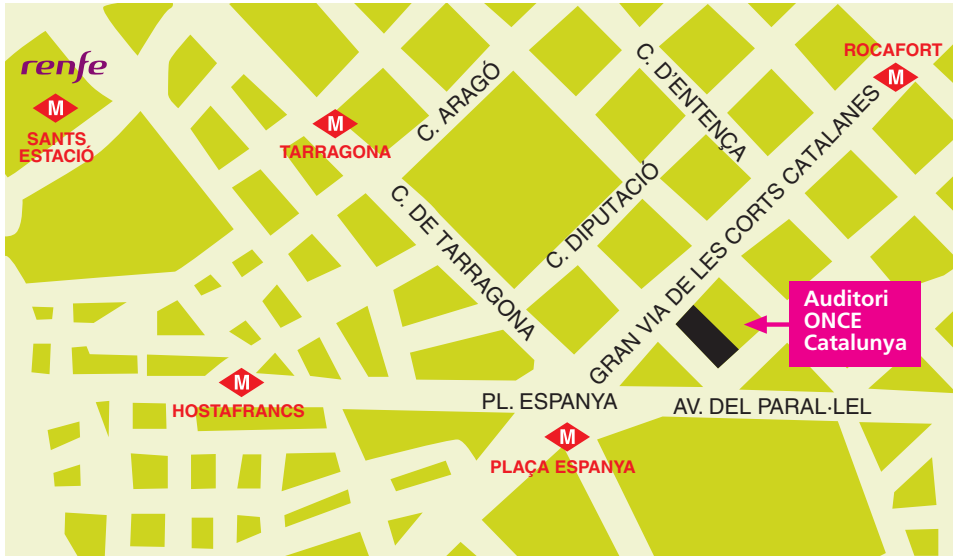 renfe
M
SANTS
ESTACIÓ
M
TARRAGONA
C. ARAGÓ
C. D'ENTENÇA
ROCAFORT
M
C. DE TARRAGONA
C. DIPUTACIÓ
GRAN VIA DE LES CORTS CATALANES
Auditori
ONCE
Catalunya
M
HOSTAFRANCS
PL. ESPANYA
AV. DEL PARAL·LEL
M
PLAÇA ESPANYA